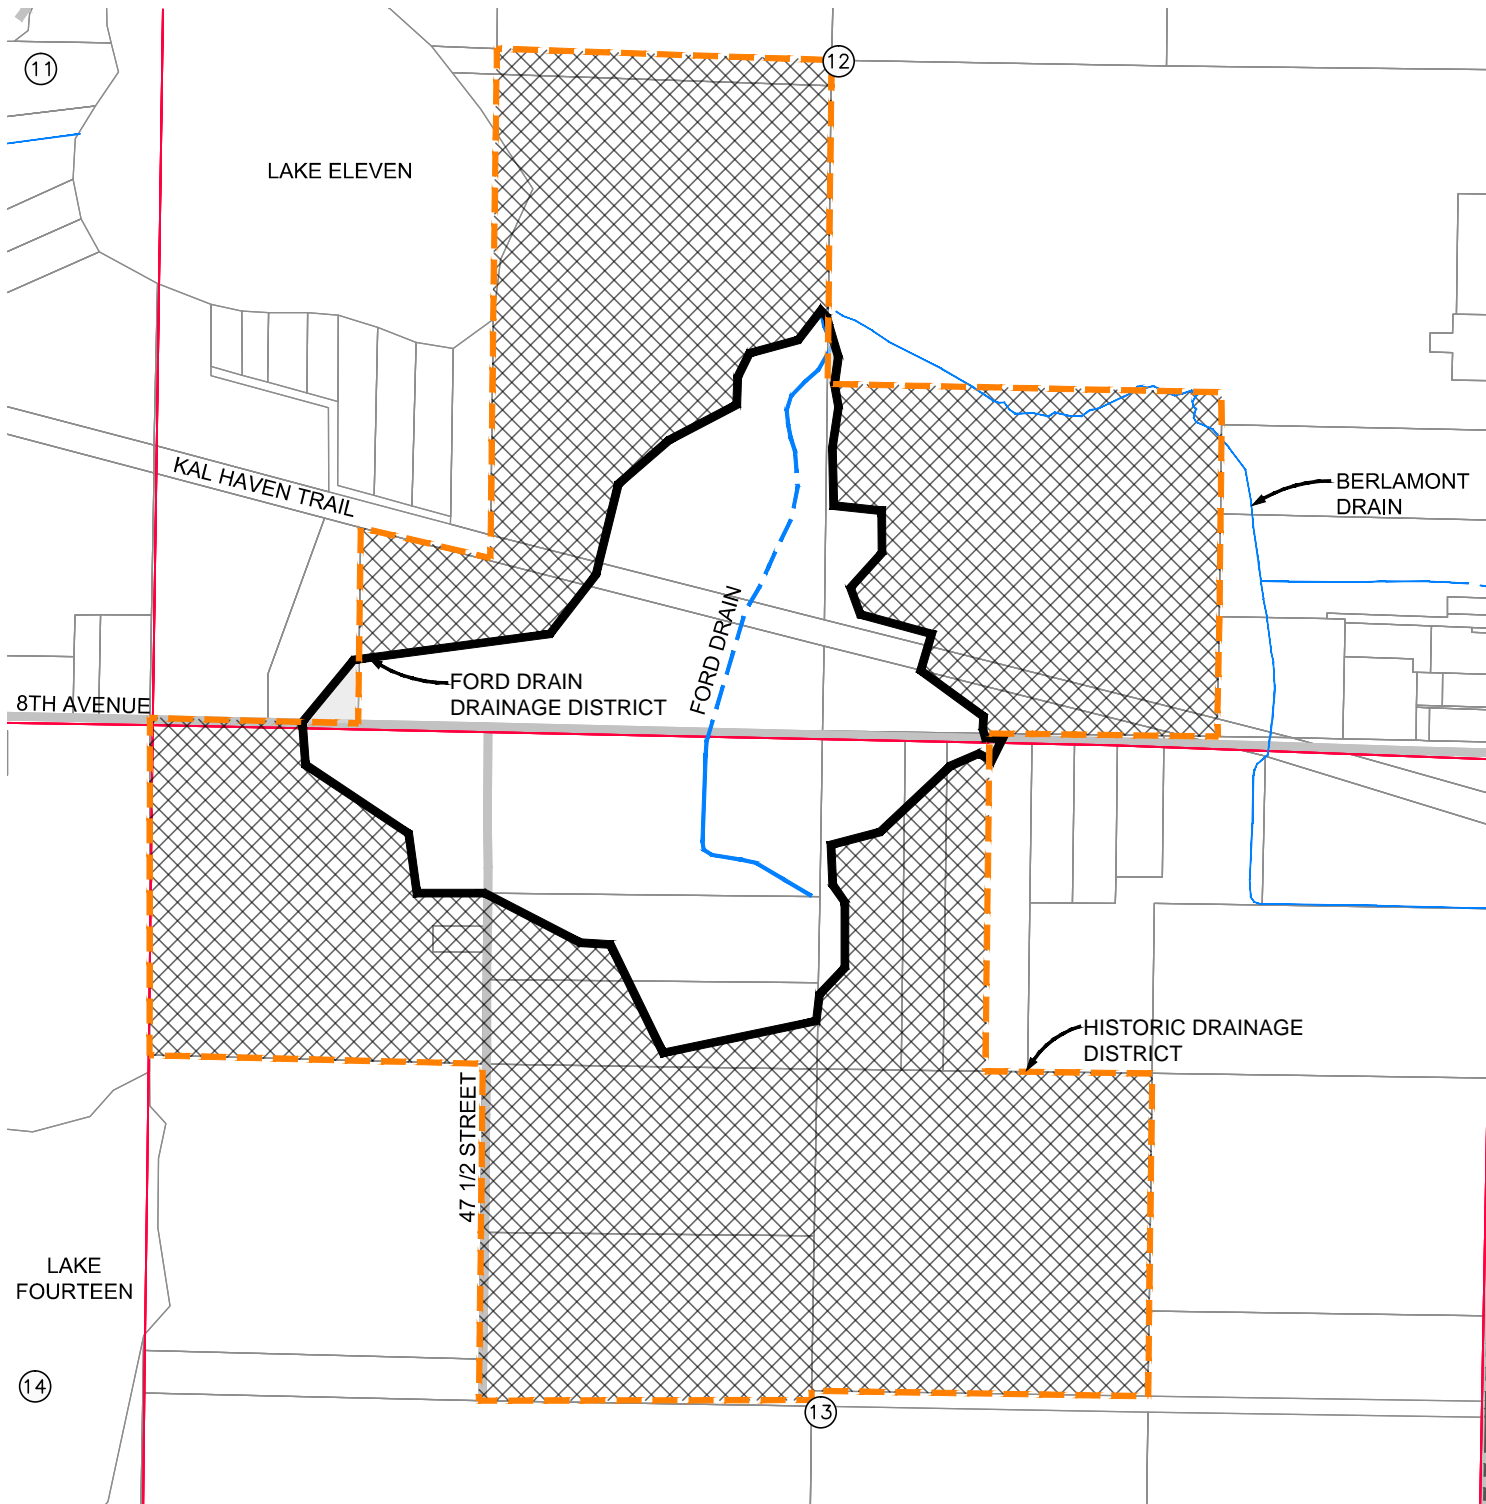 11
12
LAKE ELEVEN
KAL HAVEN TRAIL
BERLAMONT
DRAIN
FORD DRAIN
FORD DRAIN
DRAINAGE DISTRICT
8TH AVENUE
HISTORIC DRAINAGE
DISTRICT
47 1/2 STREET
LAKE
FOURTEEN
14
13